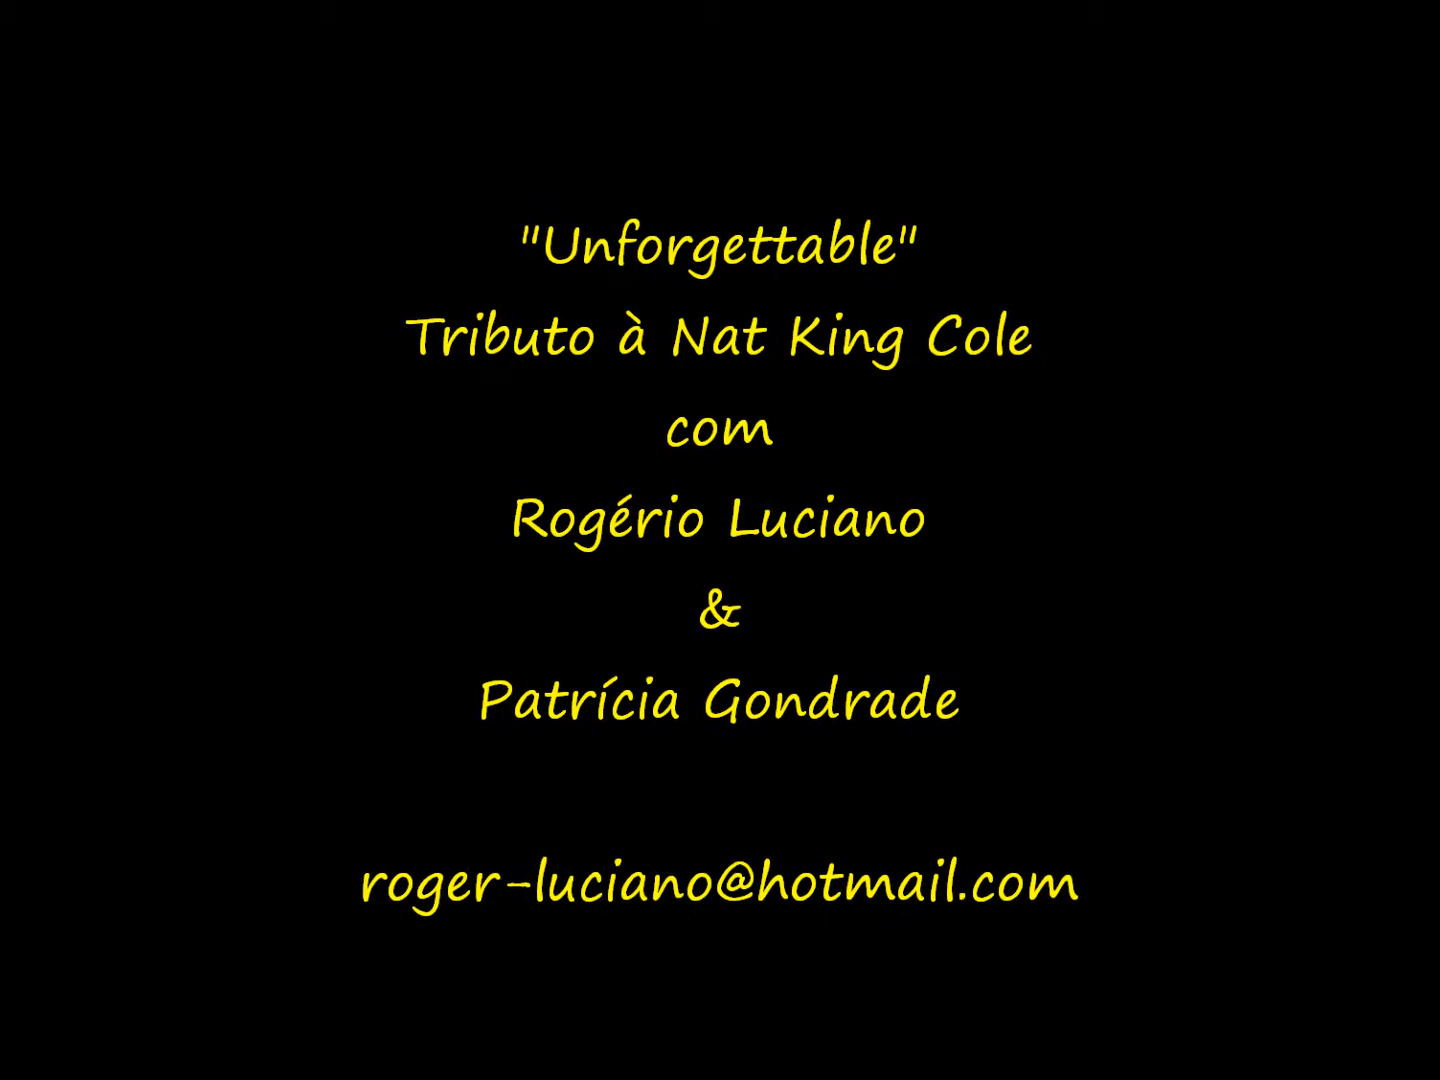 "Unforgettable"
Tributo à Nat King Cole
com
Rogério Luciano
&
Patrícia Gondrade
roger-luciano@hotmail.com